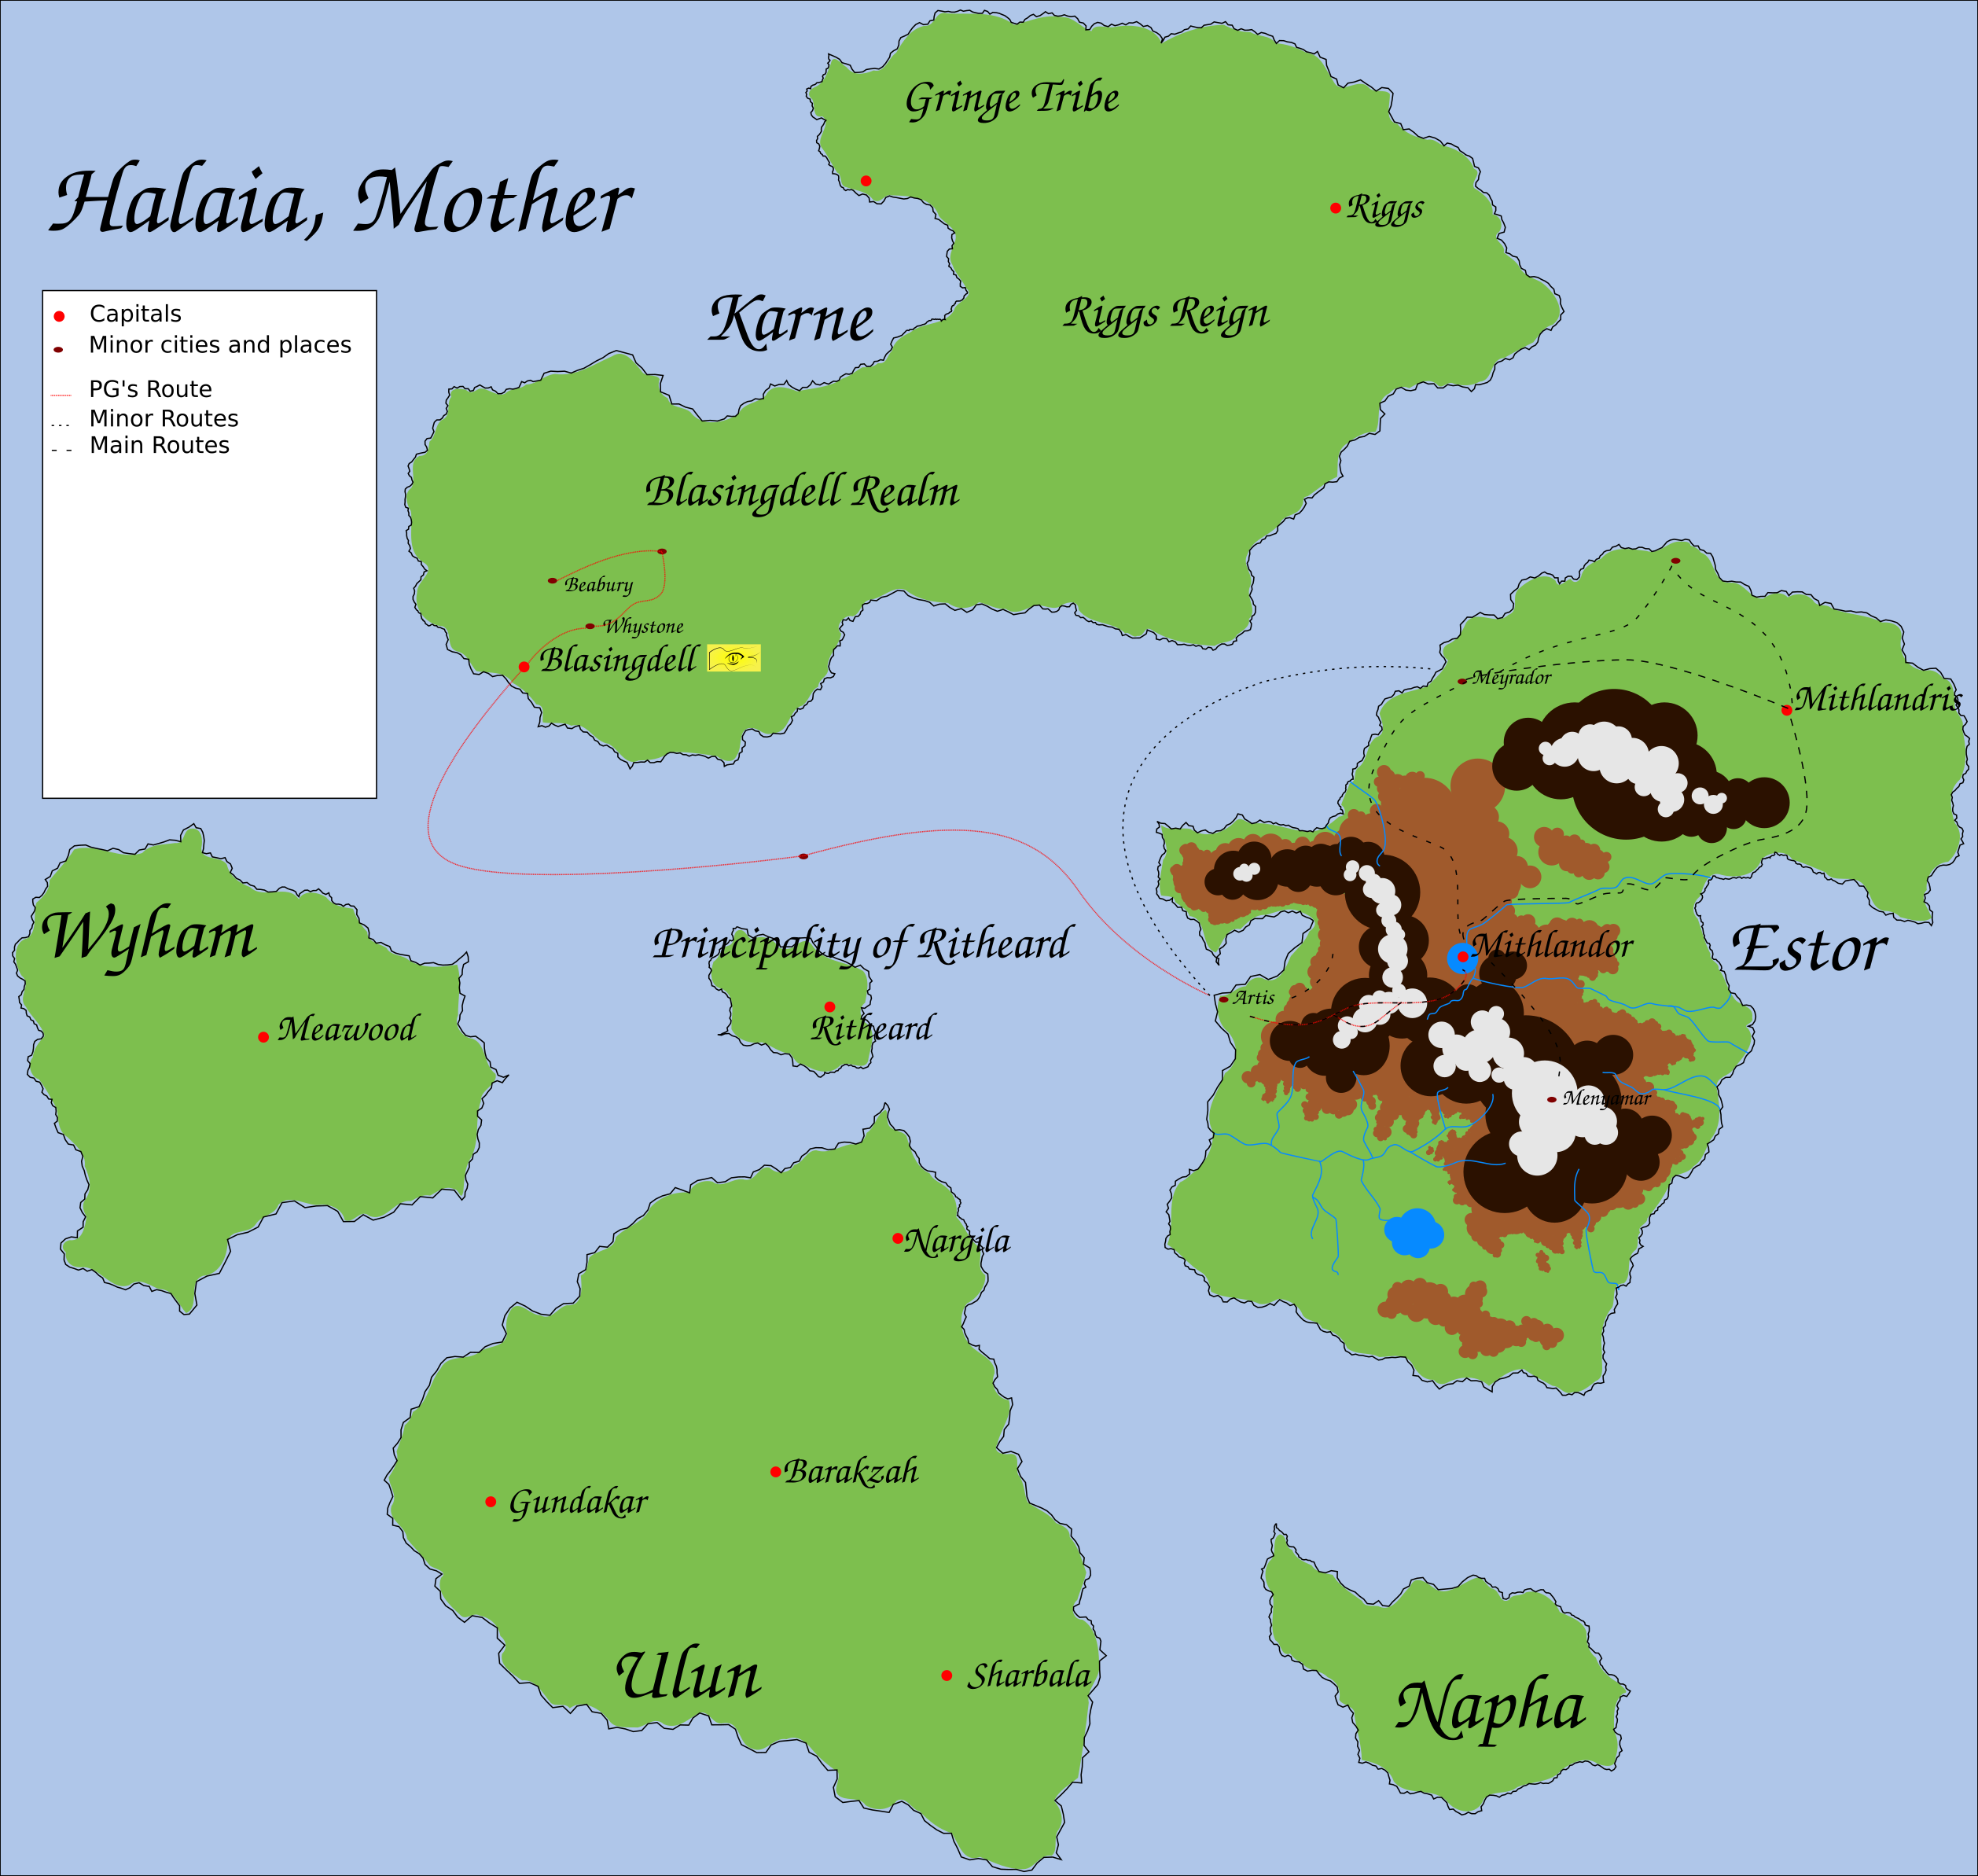 Gringe Tribe
Halaia, Mother
Riggs
Karne
Riggs Reign
Capitals
Minor cities and places
PG's Route
Minor Routes
Main Routes
Blasingdell Realm
Beabury
Whystone
Blasingdell
Meyrador
Mithlandris
Wyham
Principality of Ritheard
Mithlandor
Estor
Artis
Meawood
Ritheard
Menyamar
Nargila
Barakzah
Gundakar
Ulun
Sharbala
Napha